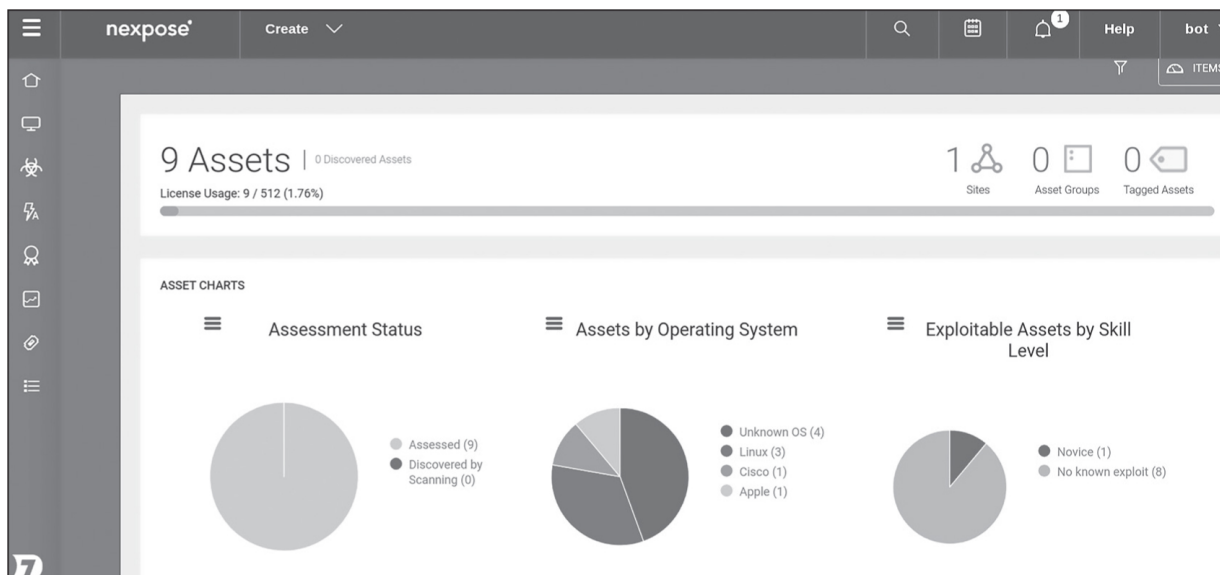 nexpose
Create
1
Help
bot
ITEMS
9 Assets | 0 Discovered Assets
License Usage: 9 / 512 (1.76%)
1
Sites
0
Asset Groups
0
Tagged Assets
ASSET CHARTS
Assessment Status
Assessed (9)
Discovered by
Scanning (0)
Assets by Operating System
Unknown OS (4)
Linux (3)
Cisco (1)
Apple (1)
Exploitable Assets by Skill
Level
Novice (1)
No known exploit (8)
7